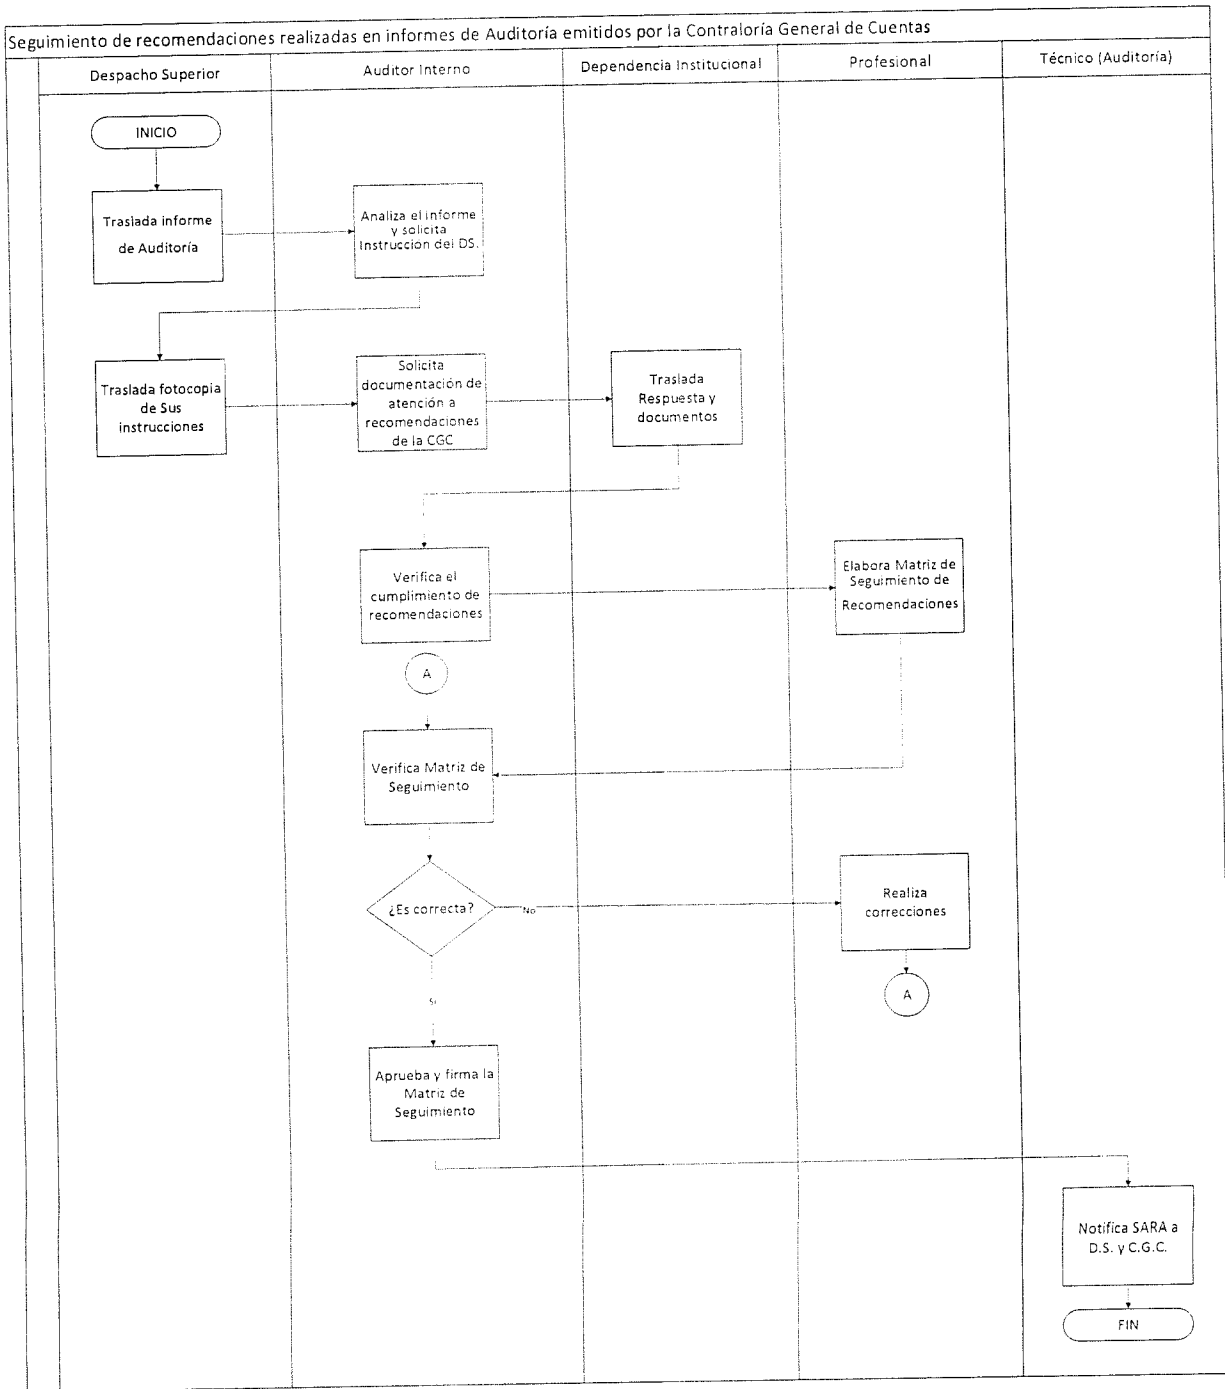 Seguimiento de recomendaciones realizadas en informes de Auditoría emitidos por la Contraloría General de Cuentas
Despacho Superior
Auditor Interno
Dependencia Institucional
Profesional
Técnico (Auditoría)
INICIO
Traslada informe
de Auditoría
Analiza el informe
y solicita
Instrucción del DS.
Traslada fotocopia
de Sus
instrucciones
Solicita
documentación de
atención a
recomendaciones
de la CGC
Traslada
Respuesta y
documentos
Verifica el
cumplimiento de
recomendaciones
Elabora Matriz de
Seguimiento de
Recomendaciones
A
Verifica Matriz de
Seguimiento
¿Es correcta?
No
Realiza
correcciones
A
Si
Aprueba y firma la
Matriz de
Seguimiento
Notifica SARA a
D.S. y C.G.C.
FIN